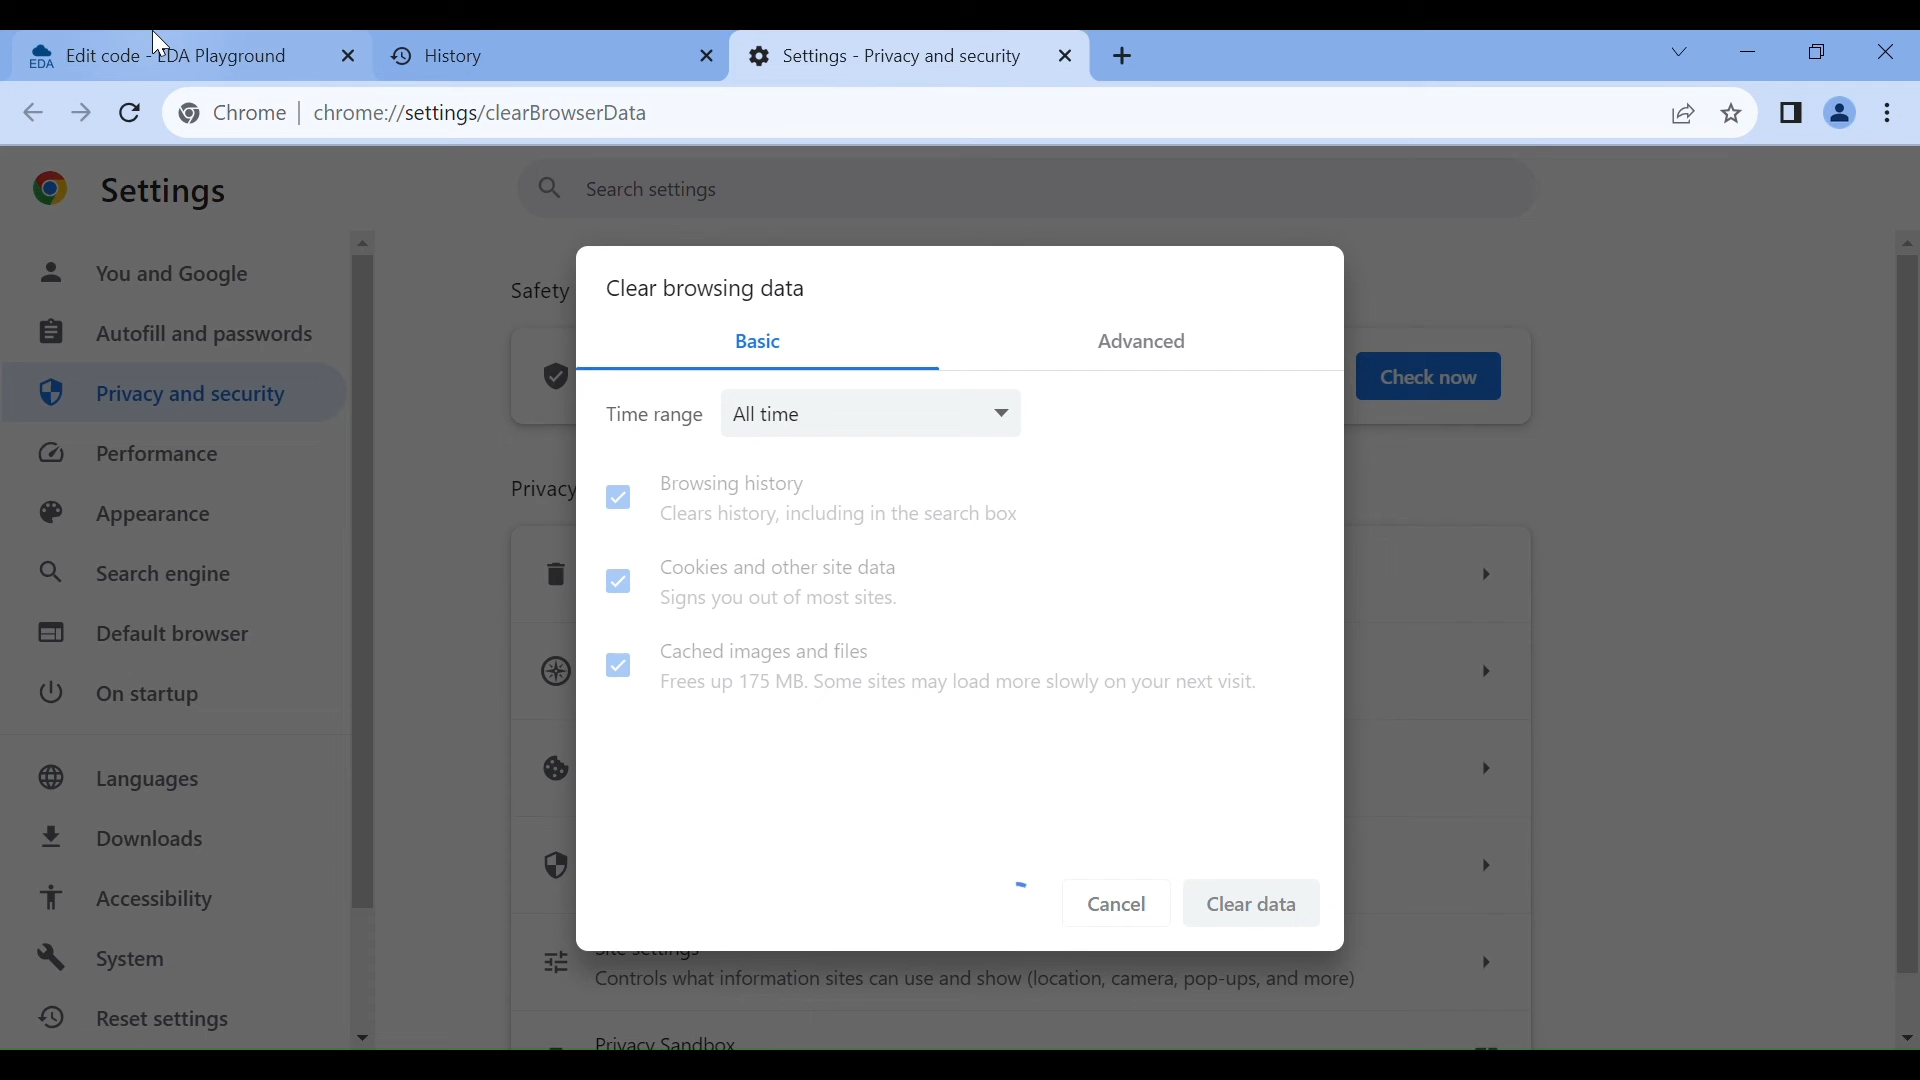 Edit code - EDA Playground
History
Settings - Privacy and security
EDA
Chrome
chrome://settings/clearBrowserData
Settings
Search settings
You and Google
Autofill and passwords
Privacy and security
Performance
Appearance
Search engine
Default browser
On startup
Languages
Downloads
Accessibility
System
Reset settings
Safety
Check now
Privacy
Clear browsing data
Basic
Advanced
Time range
All time
Browsing history
Clears history, including in the search box
Cookies and other site data
Signs you out of most sites.
Cached images and files
Frees up 175 MB. Some sites may load more slowly on your next visit.
Cancel
Clear data
Site settings
Controls what information sites can use and show (location, camera, pop-ups, and more)
Privacy Sandbox